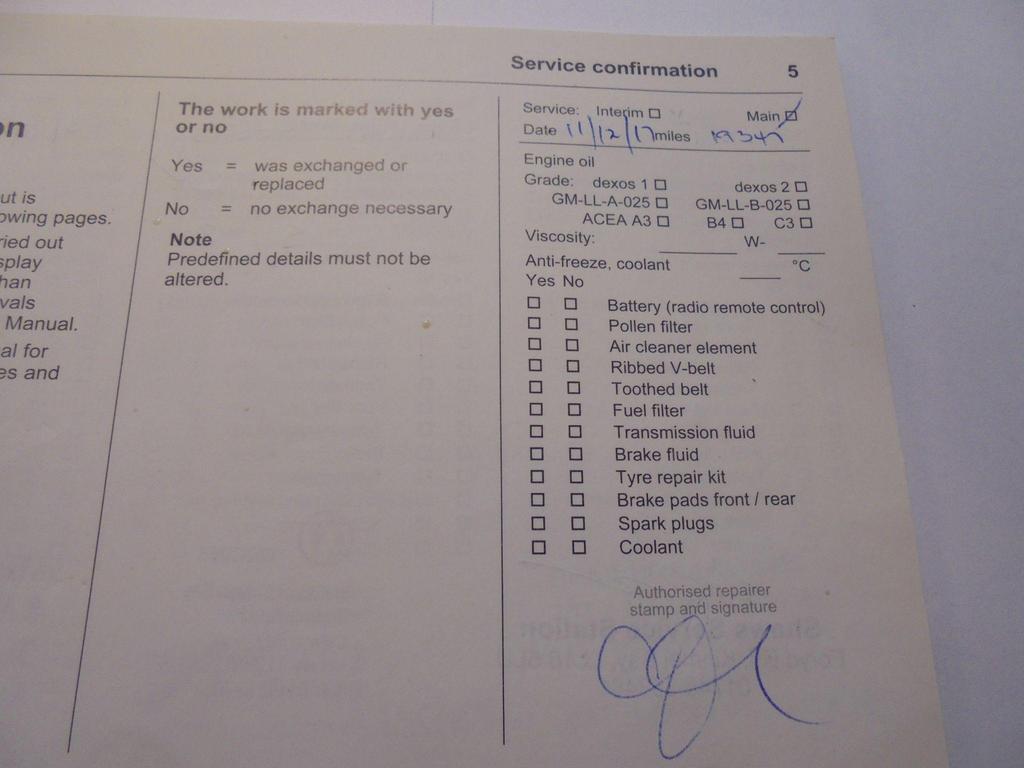 Service confirmation 5
on
ut is
owing pages.
ried out
splay
han
vals
Manual.
al for
es and
The work is marked with yes
or no
Yes = was exchanged or
replaced
No = no exchange necessary
Note
Predefined details must not be
altered.
Service: Interim ☐ Main ☑
Date 11/12/17 miles 19347
Engine oil
Grade: dexos 1 ☐ dexos 2 ☐
GM-LL-A-025 ☐ GM-LL-B-025 ☐
ACEA A3 ☐ B4 ☐ C3 ☐
Viscosity: ____ W- ____
Anti-freeze, coolant ____ °C
Yes No
☐ ☐ Battery (radio remote control)
☐ ☐ Pollen filter
☐ ☐ Air cleaner element
☐ ☐ Ribbed V-belt
☐ ☐ Toothed belt
☐ ☐ Fuel filter
☐ ☐ Transmission fluid
☐ ☐ Brake fluid
☐ ☐ Tyre repair kit
☐ ☐ Brake pads front / rear
☐ ☐ Spark plugs
☐ ☐ Coolant
Authorised repairer
stamp and signature